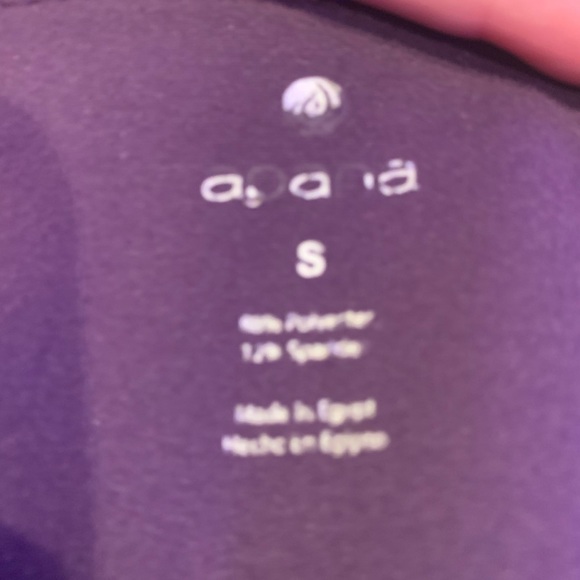 apana
S
Polyester
12% Spandex
Made in Egypt
Hecho en Egipto